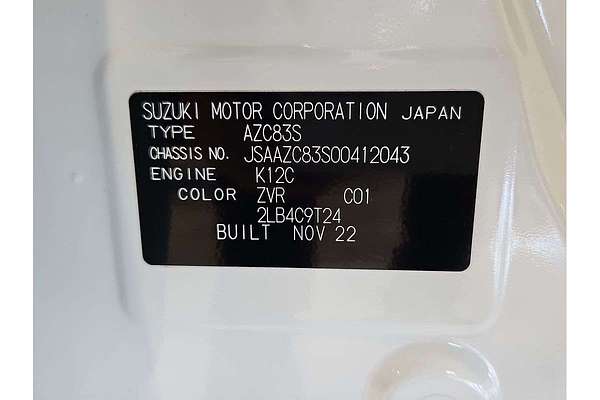 SUZUKI MOTOR CORPORATION JAPAN
TYPE AZC83S
CHASSIS NO. JSAAZC83S00412043
ENGINE K12C
COLOR ZVR C01
2LB4C9T24
BUILT NOV 22